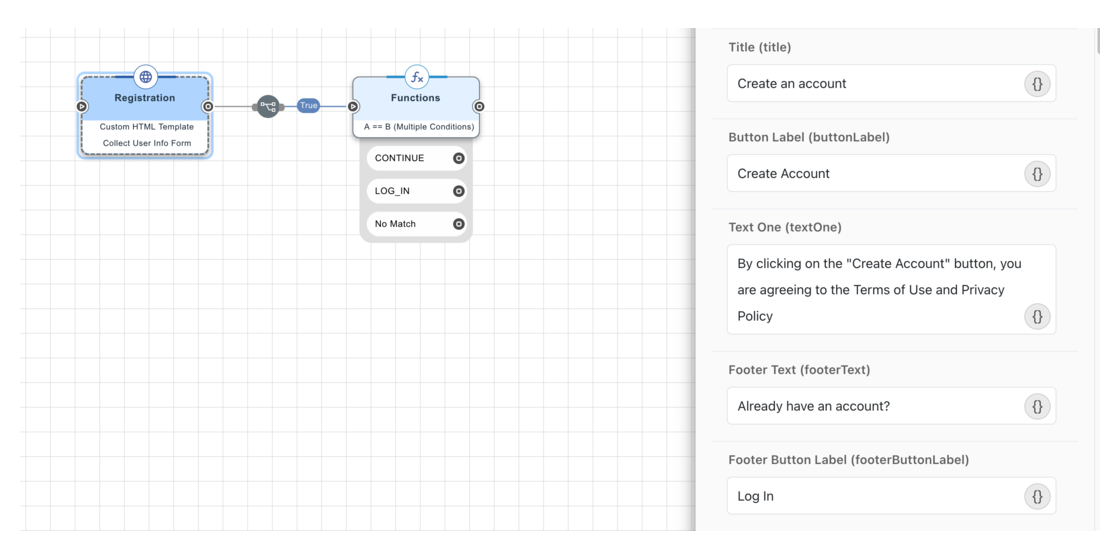 Registration
Custom HTML Template
Collect User Info Form
True
fx
Functions
A == B (Multiple Conditions)
CONTINUE
LOG_IN
No Match
Title (title)
Create an account
{}
Button Label (buttonLabel)
Create Account
{}
Text One (textOne)
By clicking on the "Create Account" button, you
are agreeing to the Terms of Use and Privacy
Policy
{}
Footer Text (footerText)
Already have an account?
{}
Footer Button Label (footerButtonLabel)
Log In
{}